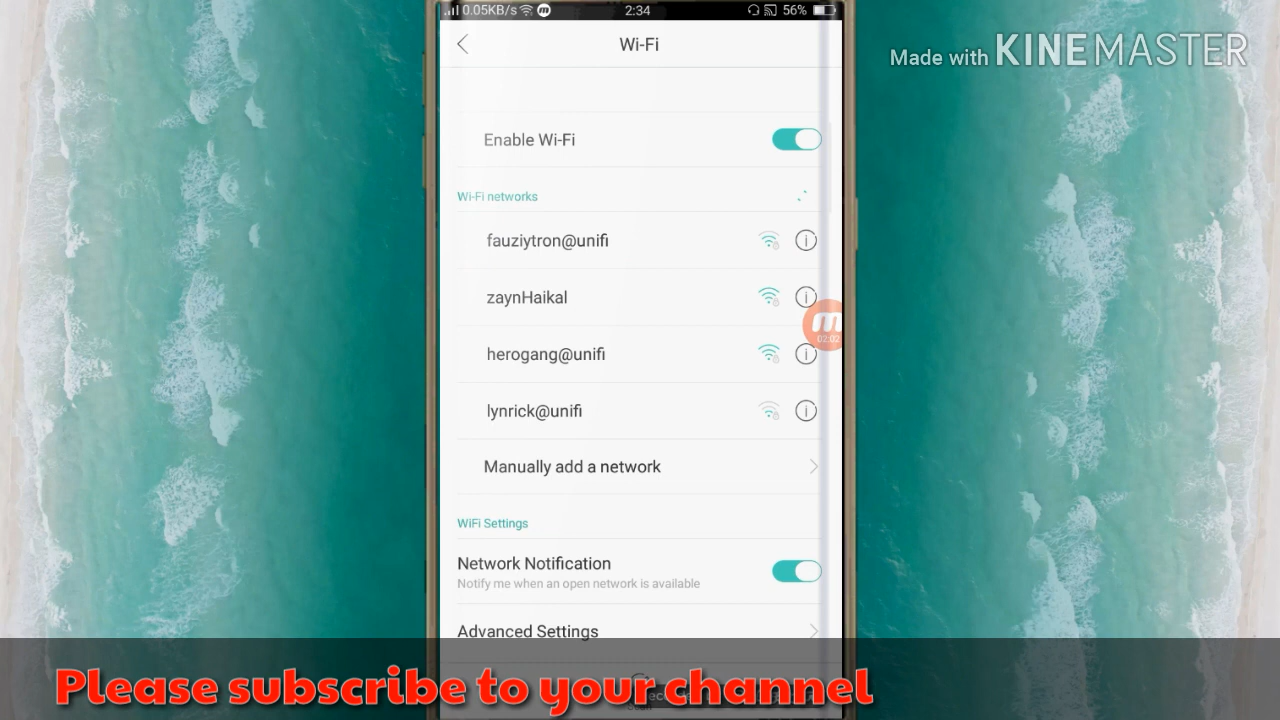 0.05KB/s 2:34 56%
Wi-Fi
Made with KINEMASTER
Enable Wi-Fi
Wi-Fi networks
fauziytron@unifi
zaynHaikal
herogang@unifi
02:02
lynrick@unifi
Manually add a network
WiFi Settings
Network Notification
Notify me when an open network is available
Advanced Settings
Please subscribe to your channel